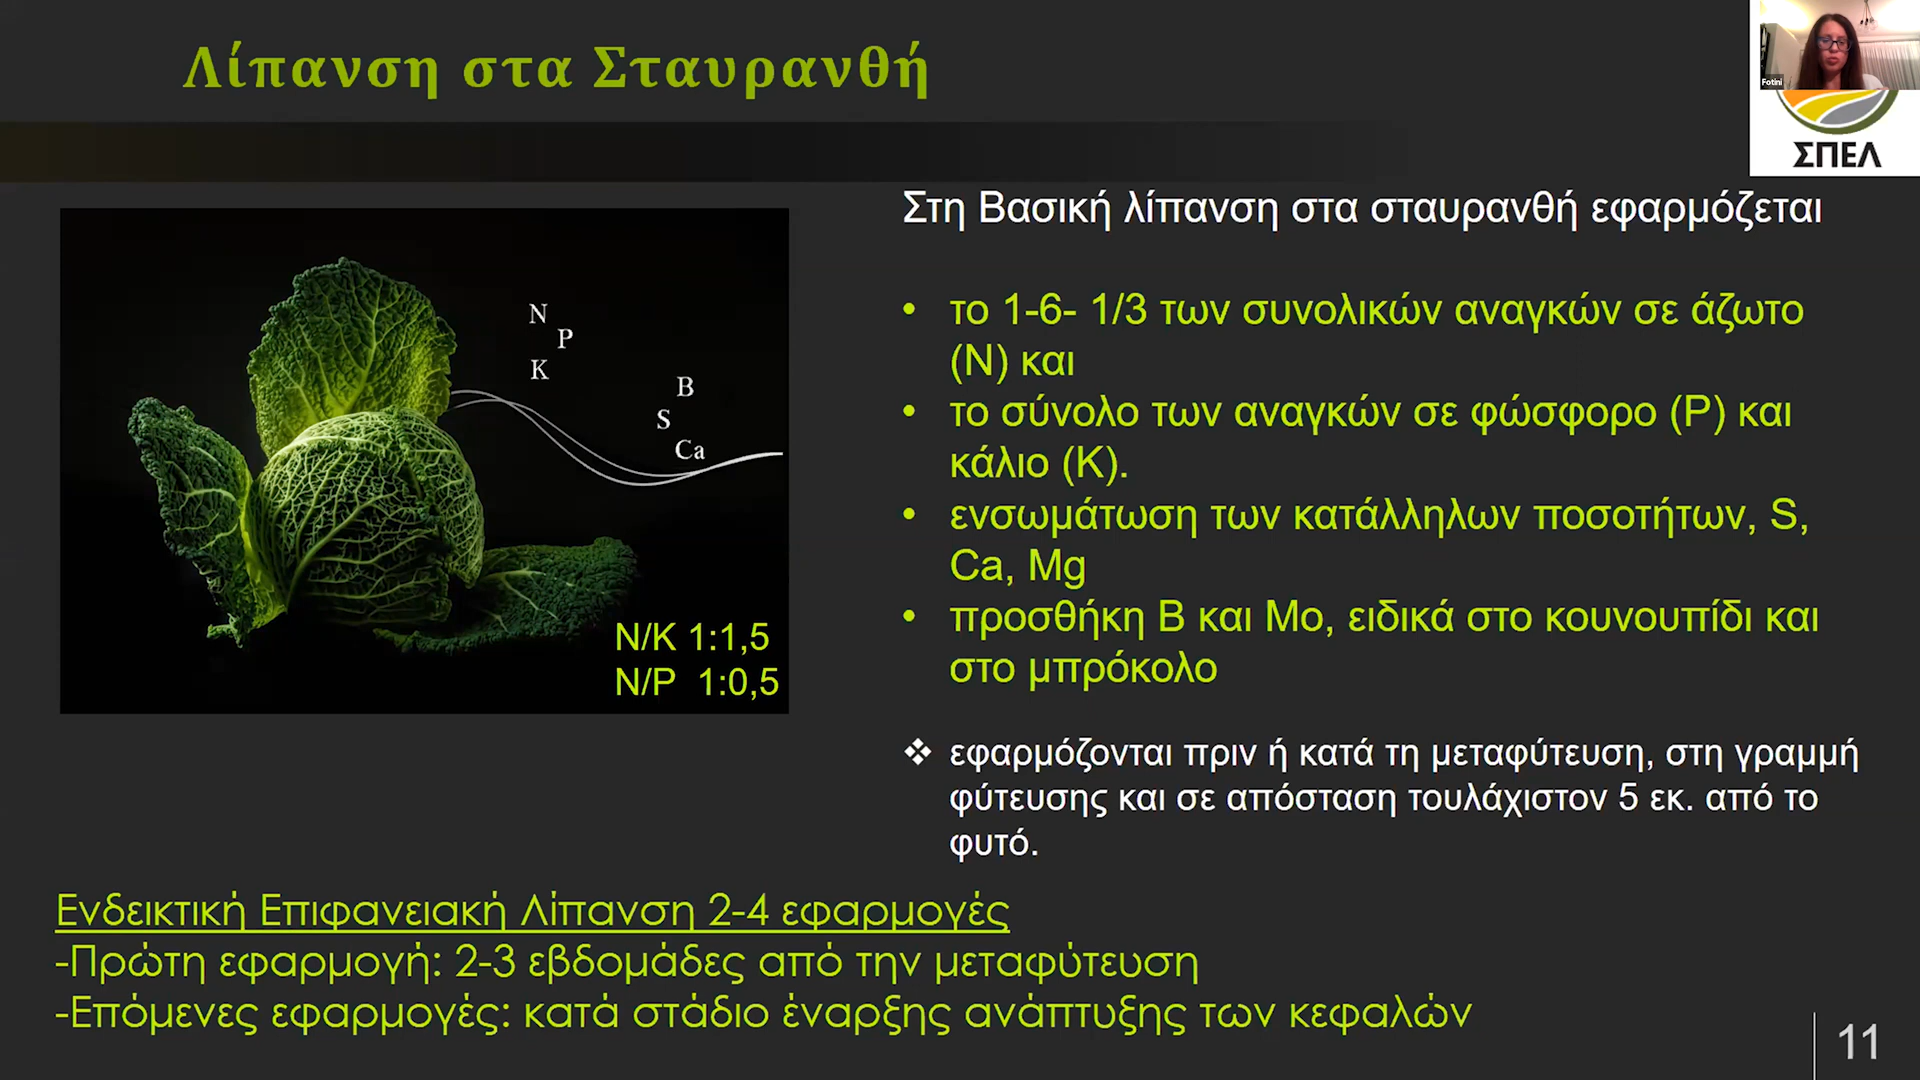 Λίπανση στα Σταυρανθή
Fotini
ΣΠΕΛ
Στη Βασική λίπανση στα σταυρανθή εφαρμόζεται
• το 1-6- 1/3 των συνολικών αναγκών σε άζωτο
(Ν) και
• το σύνολο των αναγκών σε φώσφορο (Ρ) και
κάλιο (Κ).
• ενσωμάτωση των κατάλληλων ποσοτήτων, S,
Ca, Mg
• προσθήκη Β και Μο, ειδικά στο κουνουπίδι και
στο μπρόκολο
❖ εφαρμόζονται πριν ή κατά τη μεταφύτευση, στη γραμμή
φύτευσης και σε απόσταση τουλάχιστον 5 εκ. από το
φυτό.
N
P
K
B
S
Ca
N/K 1:1,5
N/P 1:0,5
Ενδεικτική Επιφανειακή Λίπανση 2-4 εφαρμογές
-Πρώτη εφαρμογή: 2-3 εβδομάδες από την μεταφύτευση
-Επόμενες εφαρμογές: κατά στάδιο έναρξης ανάπτυξης των κεφαλών
11